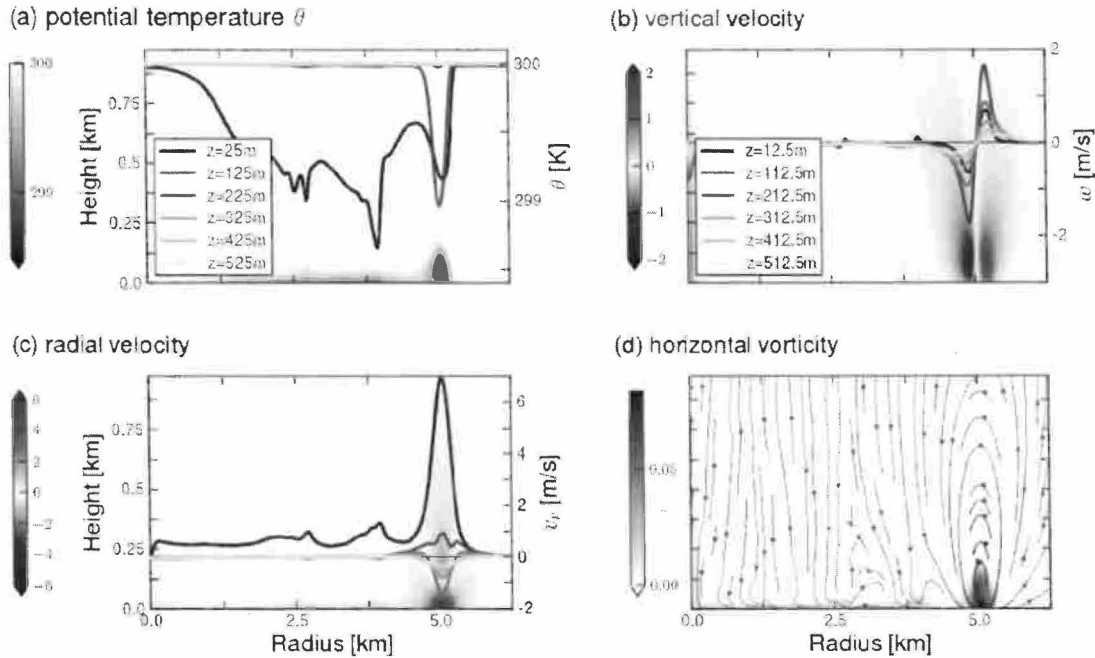 (a) potential temperature θ
300
299
Height [km]
0.75
0.5
0.25
0.0
z=25m
z=125m
z=225m
z=325m
z=425m
z=525m
300
299
θ [K]
(b) vertical velocity
2
1
0
−1
−2
z=12.5m
z=112.5m
z=212.5m
z=312.5m
z=412.5m
z=512.5m
2
0
-2
w [m/s]
(c) radial velocity
6
4
2
0
−2
−4
−6
Height [km]
0.75
0.5
0.25
0.0
6
4
2
0
-2
v_r [m/s]
0.0
2.5
5.0
Radius [km]
(d) horizontal vorticity
0.05
0.00
0.0
2.5
5.0
Radius [km]